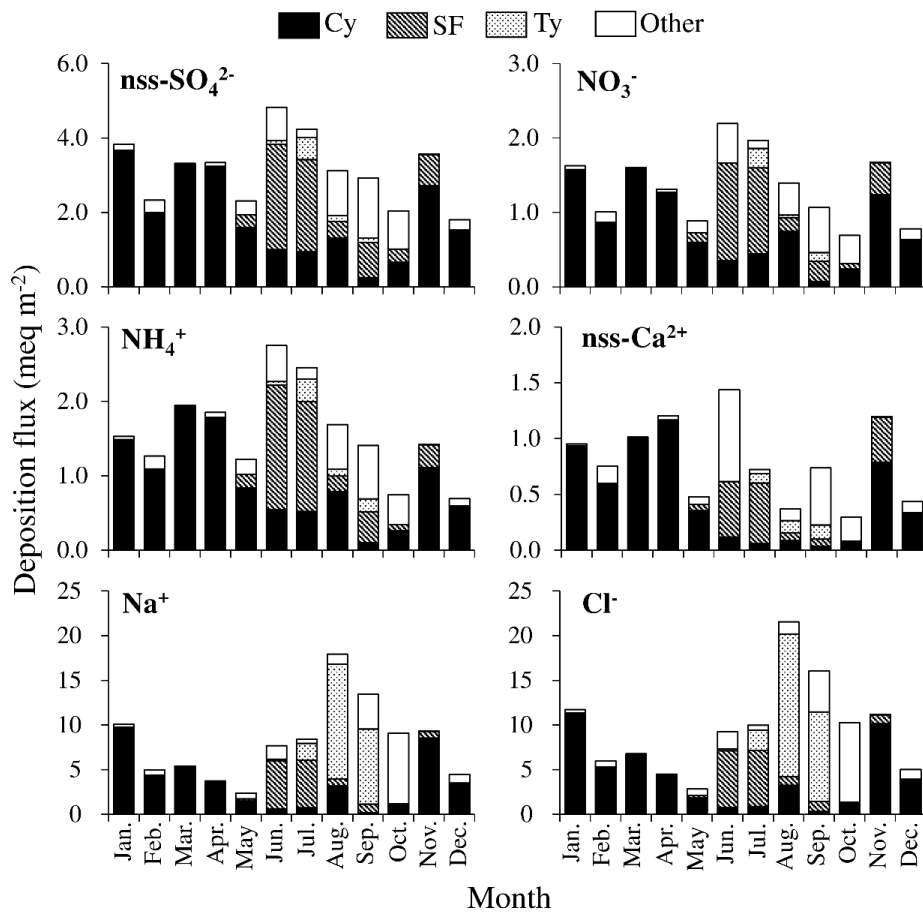 Cy SF Ty Other
nss-SO₄²⁻
6.0
4.0
2.0
0.0
NO₃⁻
3.0
2.0
1.0
0.0
NH₄⁺
3.0
2.0
1.0
0.0
nss-Ca²⁺
2.0
1.5
1.0
0.5
0.0
Na⁺
25
20
15
10
5
0
Cl⁻
25
20
15
10
5
0
Deposition flux (meq m⁻²)
Jan. Feb. Mar. Apr. May Jun. Jul. Aug. Sep. Oct. Nov. Dec.
Jan. Feb. Mar. Apr. May Jun. Jul. Aug. Sep. Oct. Nov. Dec.
Month